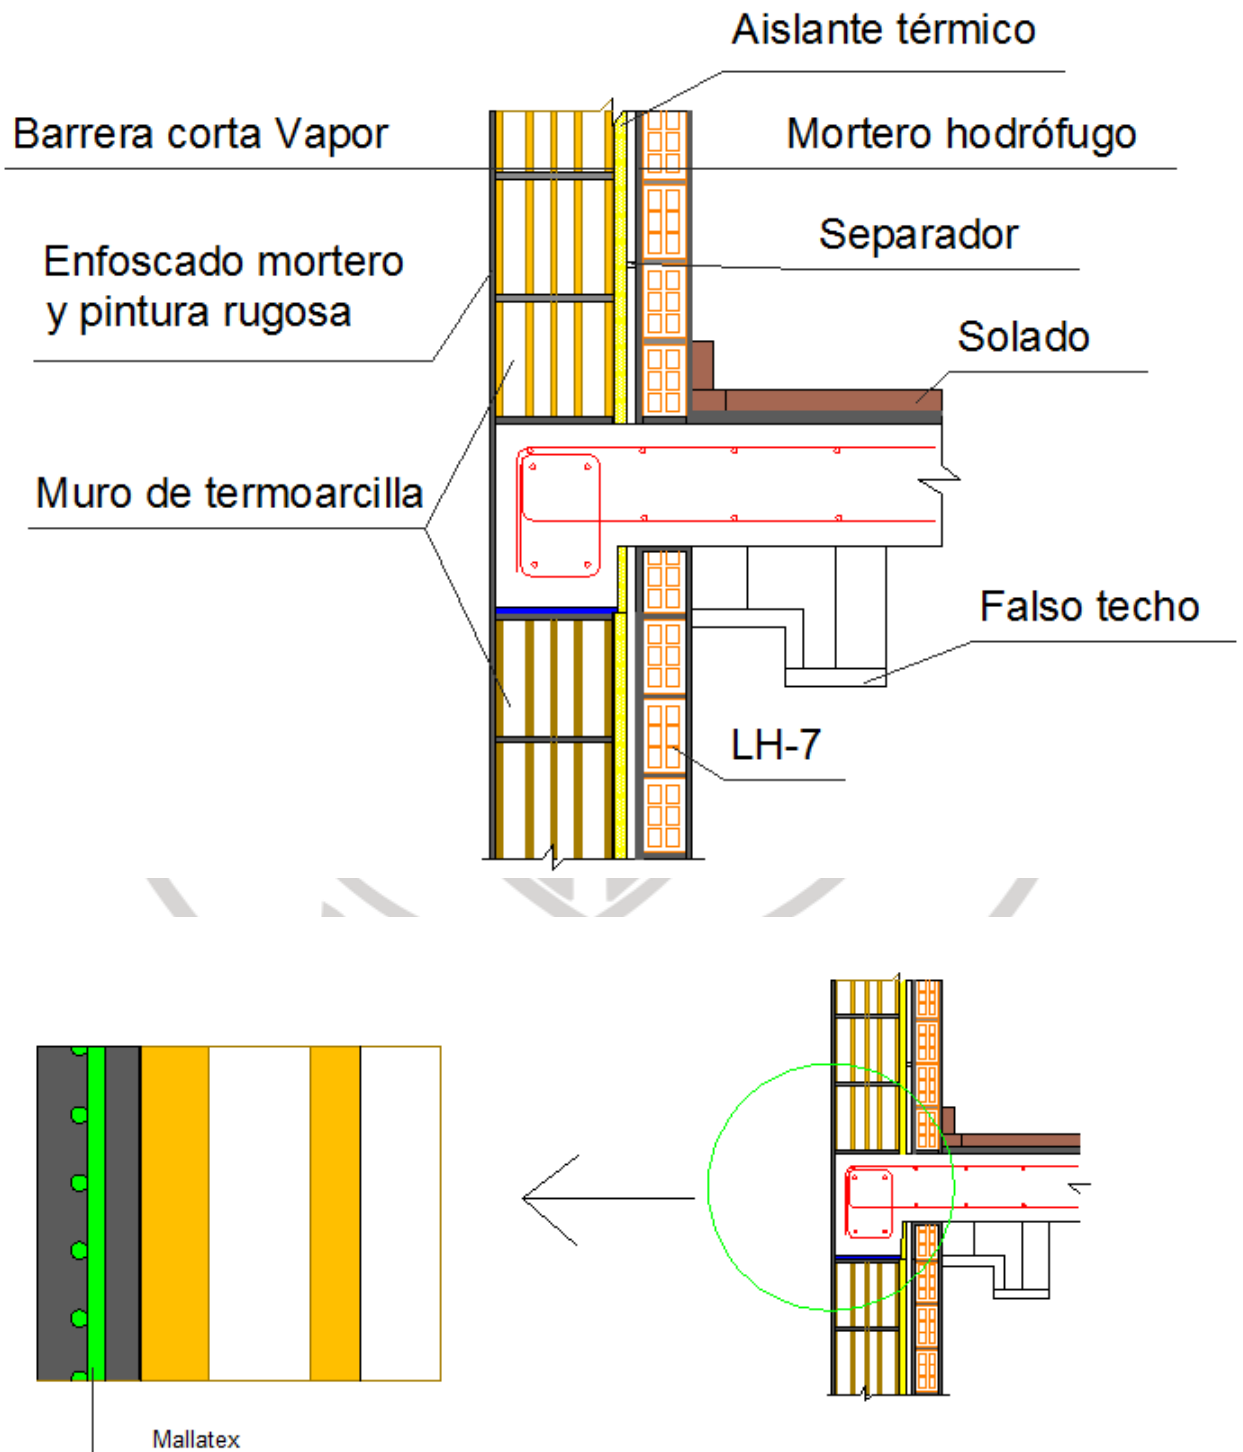 Aislante térmico
Barrera corta Vapor
Mortero hodrófugo
Enfoscado mortero
y pintura rugosa
Separador
Solado
Muro de termoarcilla
Falso techo
LH-7
Mallatex